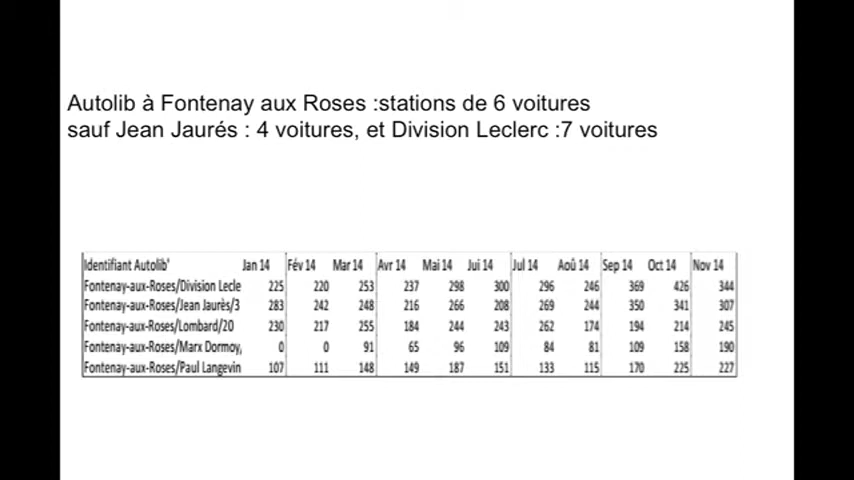 Autolib à Fontenay aux Roses :stations de 6 voitures
sauf Jean Jaurés : 4 voitures, et Division Leclerc :7 voitures
Identifiant Autolib' Jan 14 Fév 14 Mar 14 Avr 14 Mai 14 Jui 14 Jul 14 Aoû 14 Sep 14 Oct 14 Nov 14
Fontenay-aux-Roses/Division Lecle 225 220 253 237 298 300 296 246 369 426 344
Fontenay-aux-Roses/Jean Jaurès/3 283 242 248 216 266 208 269 244 350 341 307
Fontenay-aux-Roses/Lombard/20 230 217 255 184 244 243 262 174 194 214 245
Fontenay-aux-Roses/Marx Dormoy, 0 0 91 65 96 109 84 81 109 158 190
Fontenay-aux-Roses/Paul Langevin 107 111 148 149 187 151 133 115 170 225 227